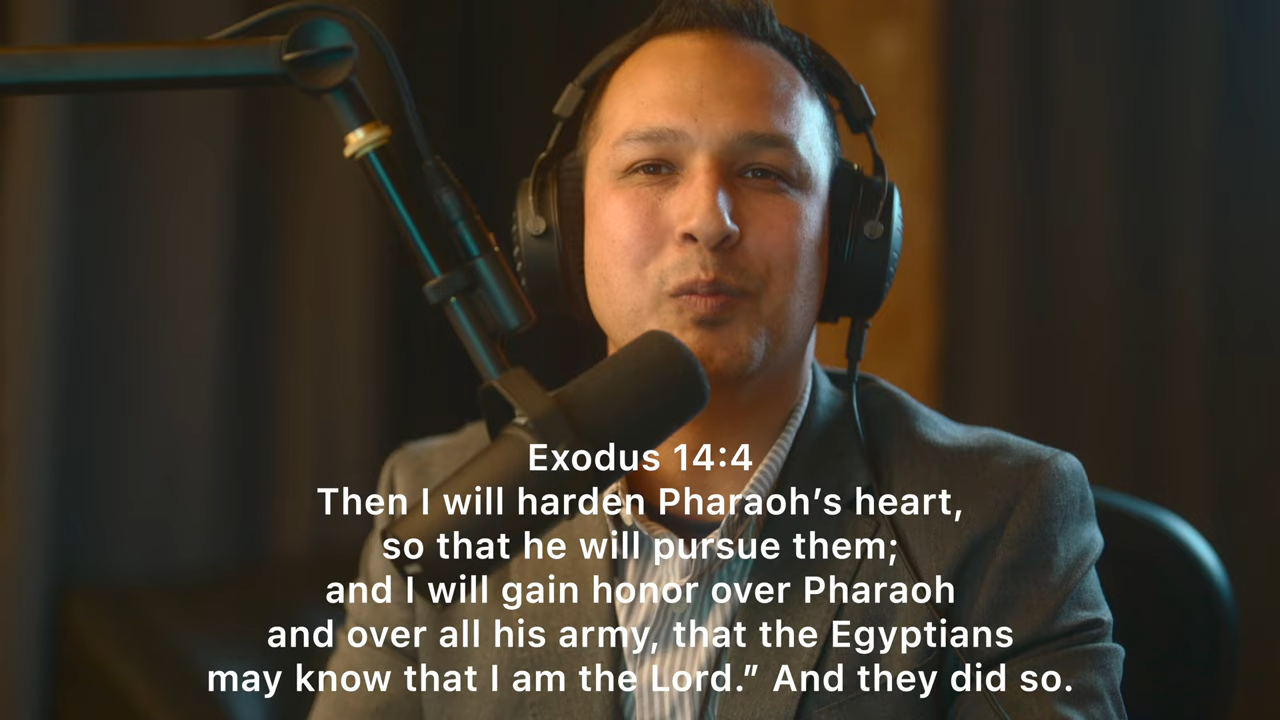 Exodus 14:4
Then I will harden Pharaoh’s heart,
so that he will pursue them;
and I will gain honor over Pharaoh
and over all his army, that the Egyptians
may know that I am the Lord.” And they did so.